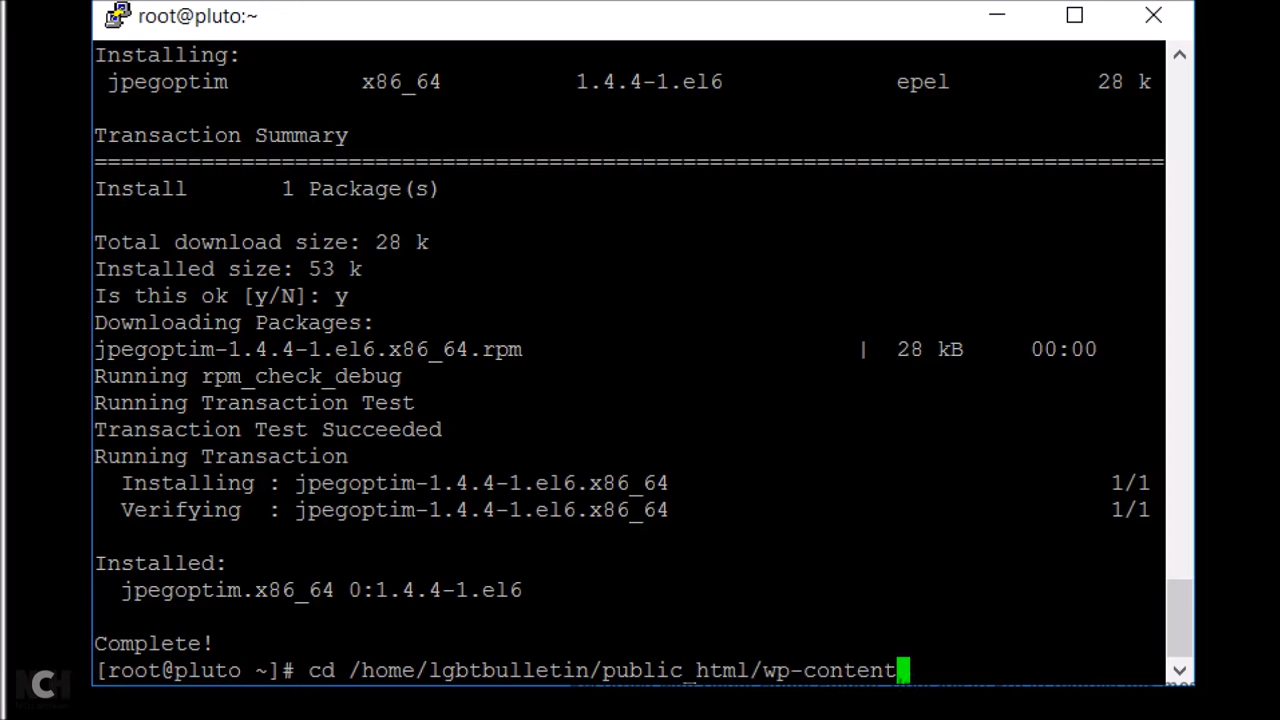 root@pluto:~
Installing:
jpegoptim x86_64 1.4.4-1.el6 epel 28 k
Transaction Summary
================================================================================
Install 1 Package(s)
Total download size: 28 k
Installed size: 53 k
Is this ok [y/N]: y
Downloading Packages:
jpegoptim-1.4.4-1.el6.x86_64.rpm | 28 kB 00:00
Running rpm_check_debug
Running Transaction Test
Transaction Test Succeeded
Running Transaction
Installing : jpegoptim-1.4.4-1.el6.x86_64 1/1
Verifying : jpegoptim-1.4.4-1.el6.x86_64 1/1
Installed:
jpegoptim.x86_64 0:1.4.4-1.el6
Complete!
[root@pluto ~]# cd /home/lgbtbulletin/public_html/wp-content
NCH